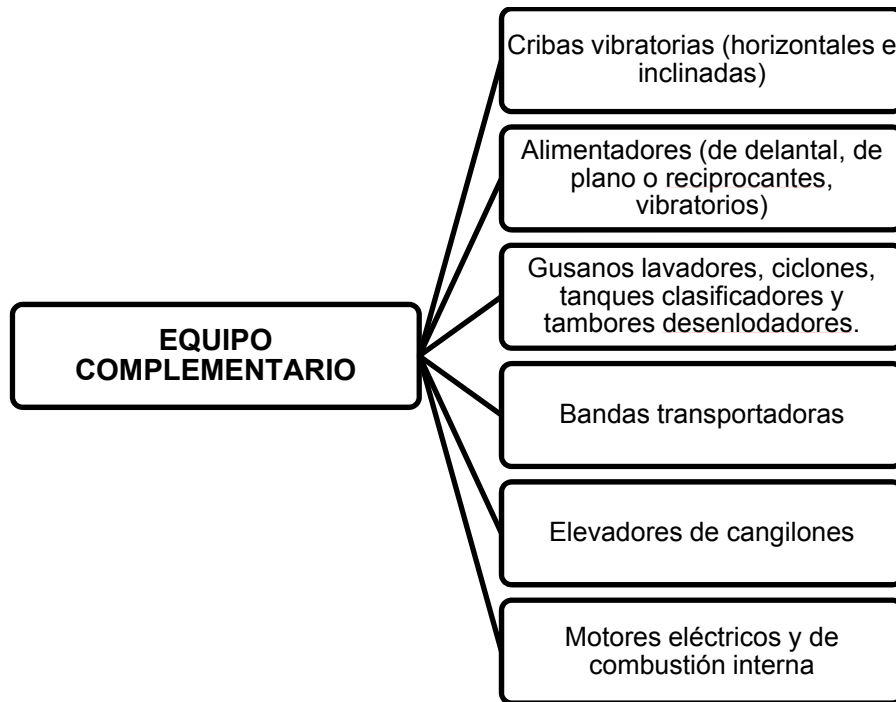 Cribas vibratorias (horizontales e
inclinadas)
Alimentadores (de delantal, de
plano o reciprocantes,
vibratorios)
Gusanos lavadores, ciclones,
tanques clasificadores y
tambores desenlodadores.
EQUIPO
COMPLEMENTARIO
Bandas transportadoras
Elevadores de cangilones
Motores eléctricos y de
combustión interna